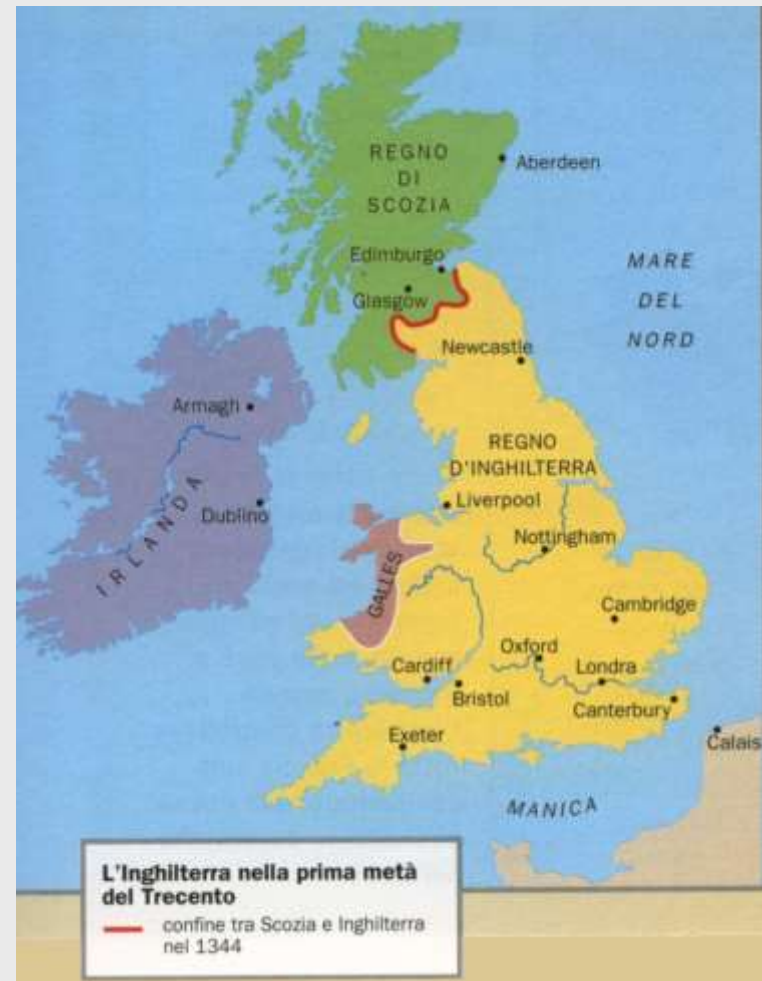 REGNO
DI
SCOZIA
Aberdeen
Edimburgo
Glasgow
MARE
DEL
NORD
Newcastle
Armagh
REGNO
D'INGHILTERRA
Liverpool
Dublino
IRLANDA
Nottingham
GALLES
Cambridge
Oxford
Londra
Cardiff
Bristol
Canterbury
Exeter
Calais
MANICA
L'Inghilterra nella prima metà
del Trecento
confine tra Scozia e Inghilterra
nel 1344